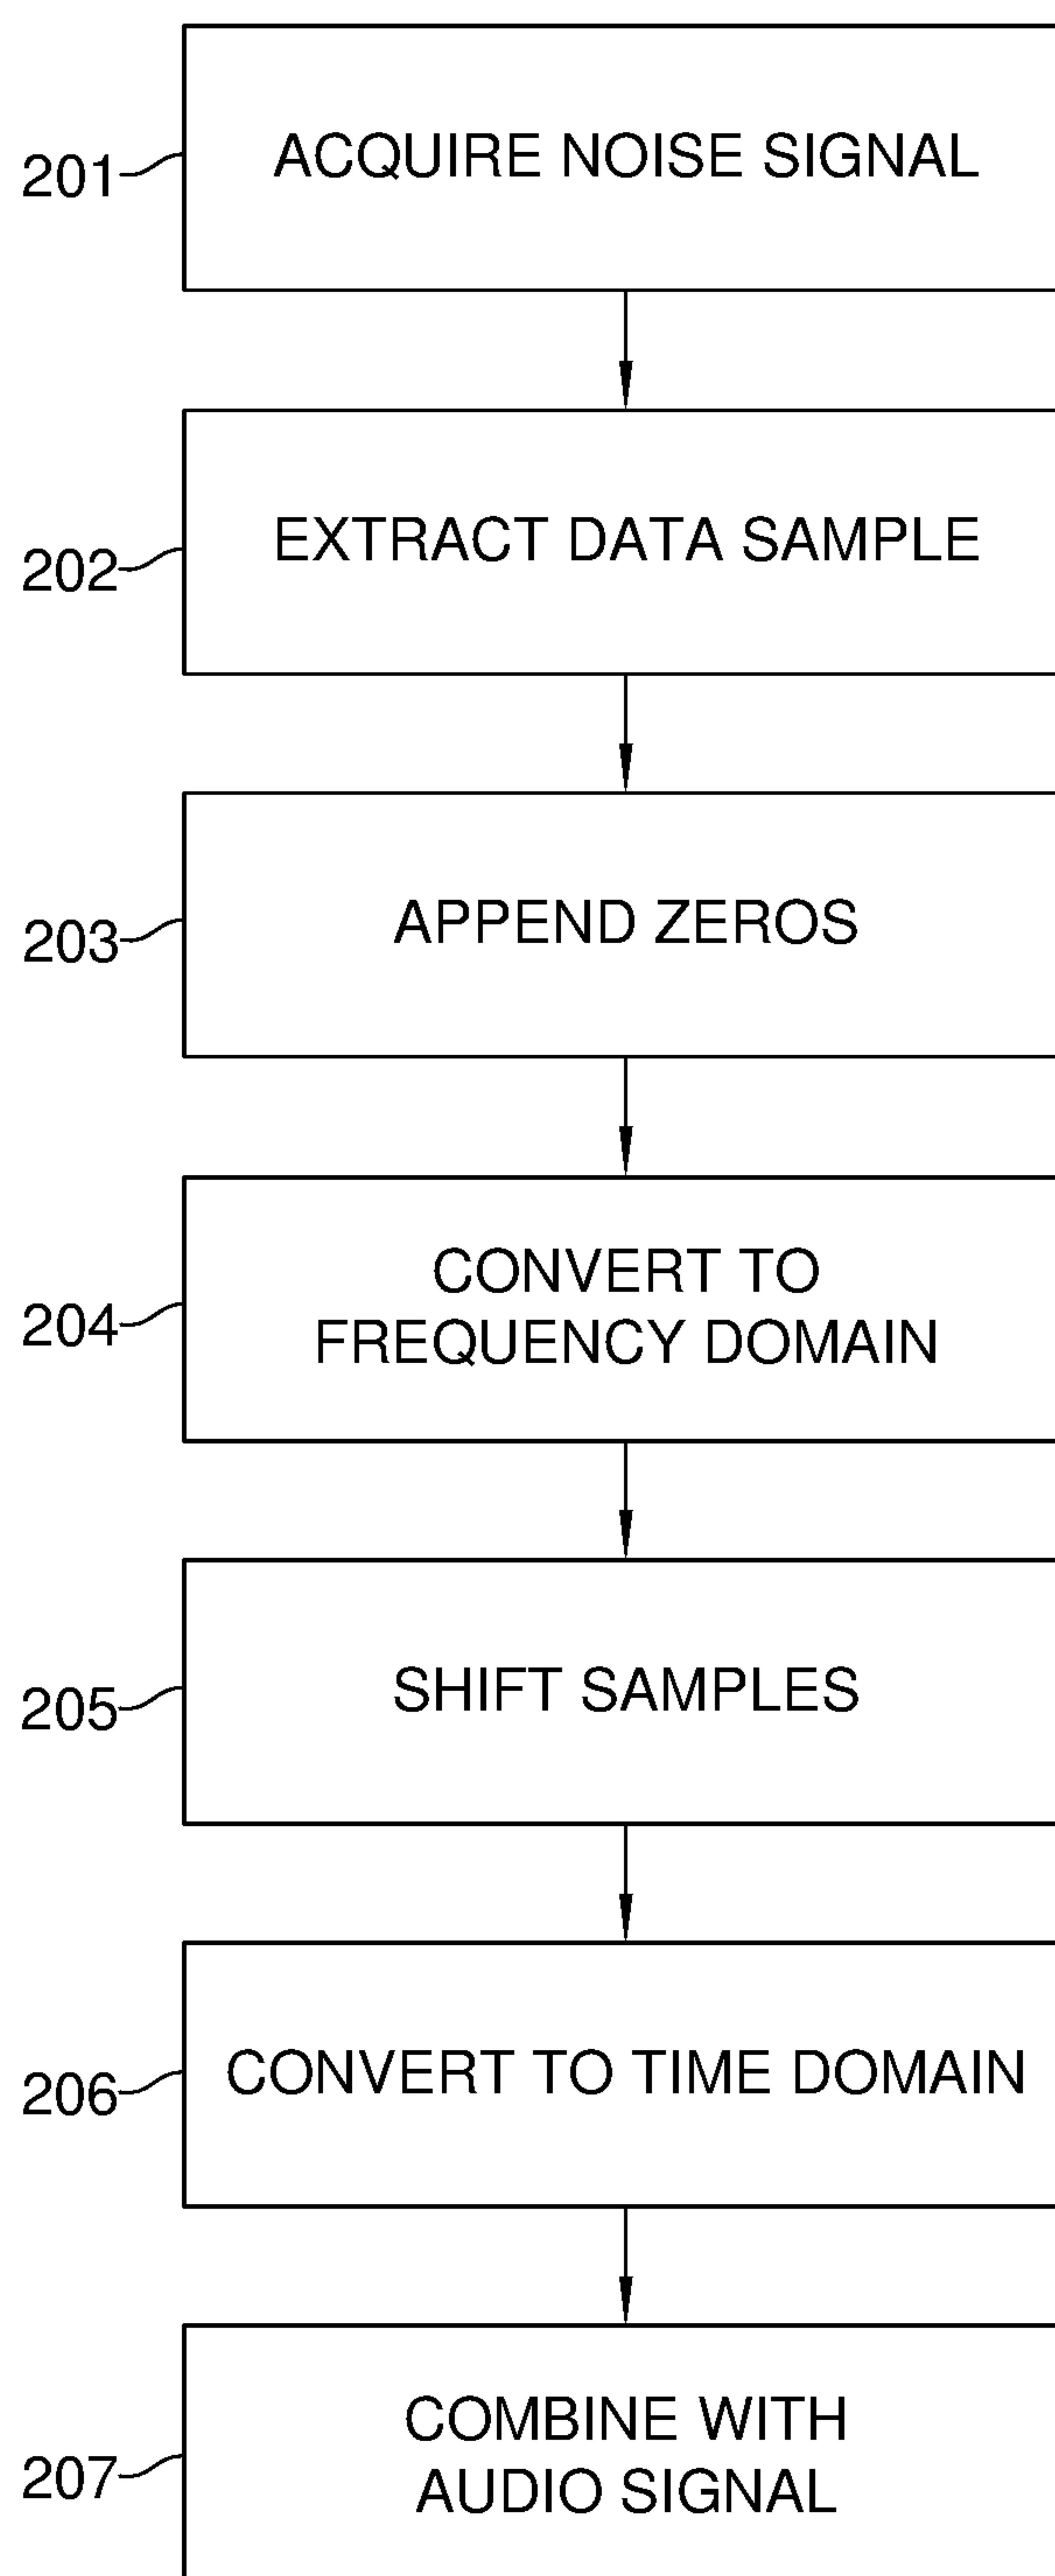 201
ACQUIRE NOISE SIGNAL
202
EXTRACT DATA SAMPLE
203
APPEND ZEROS
204
CONVERT TO
FREQUENCY DOMAIN
205
SHIFT SAMPLES
206
CONVERT TO TIME DOMAIN
207
COMBINE WITH
AUDIO SIGNAL